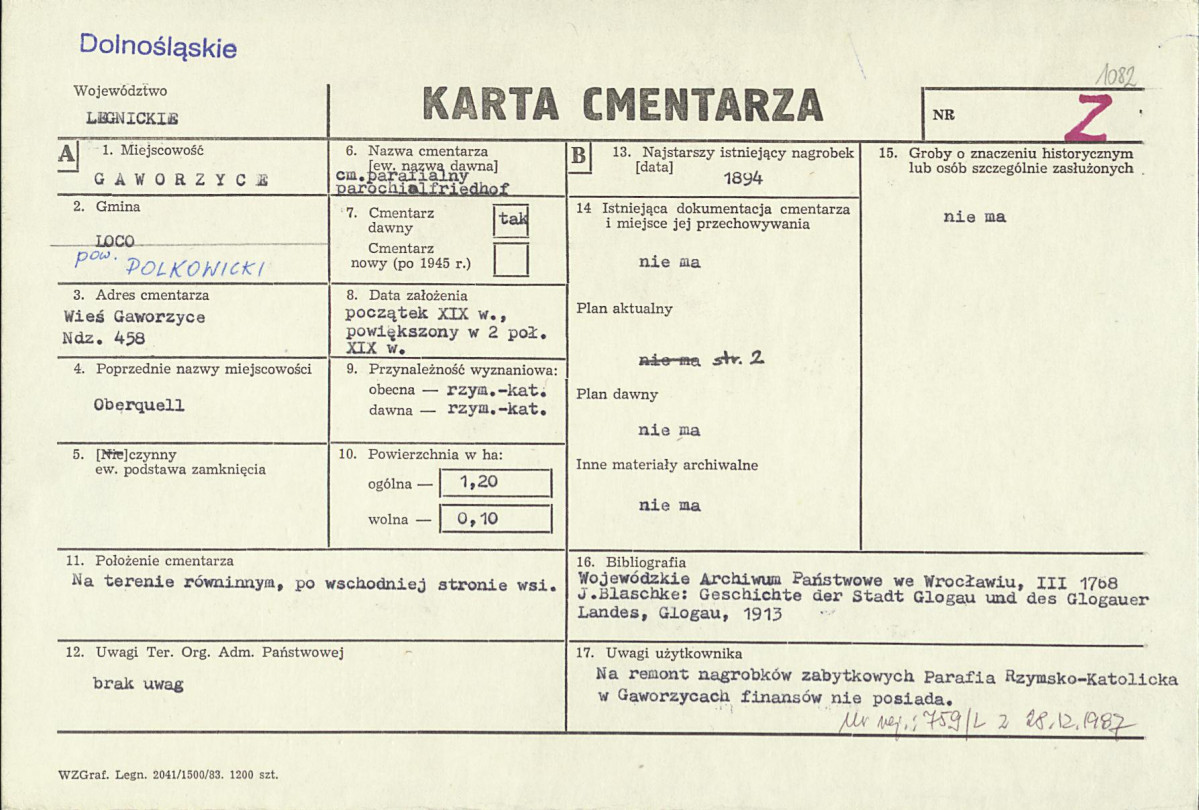 Dolnośląskie
Województwo
LEGNICKIE
KARTA CMENTARZA
1082
NR
Z
A
1. Miejscowość
GAWORZYCE
2. Gmina
LOCO
pow. POLKOWICKI
3. Adres cmentarza
Wieś Gaworzyce
Ndz. 458
4. Poprzednie nazwy miejscowości
Oberquell
5. [Nie]czynny
ew. podstawa zamknięcia
6. Nazwa cmentarza
[ew. nazwa dawna]
cm.parafialny
parochialfriedhof
7. Cmentarz
dawny
tak
Cmentarz
nowy (po 1945 r.)
8. Data założenia
początek XIX w.,
powiększony w 2 poł.
XIX w.
9. Przynależność wyznaniowa:
obecna — rzym.-kat.
dawna — rzym.-kat.
10. Powierzchnia w ha:
ogólna — 1,20
wolna — 0,10
11. Położenie cmentarza
Na terenie równinnym, po wschodniej stronie wsi.
12. Uwagi Ter. Org. Adm. Państwowej
brak uwag
B
13. Najstarszy istniejący nagrobek
[data]
1894
14 Istniejąca dokumentacja cmentarza
i miejsce jej przechowywania
nie ma
Plan aktualny
nie ma str. 2
Plan dawny
nie ma
Inne materiały archiwalne
nie ma
15. Groby o znaczeniu historycznym
lub osób szczególnie zasłużonych
nie ma
16. Bibliografia
Wojewódzkie Archiwum Państwowe we Wrocławiu, III 1768
J.Blaschke: Geschichte der Stadt Glogau und des Glogauer
Landes, Glogau, 1913
17. Uwagi użytkownika
Na remont nagrobków zabytkowych Parafia Rzymsko-Katolicka
w Gaworzycach finansów nie posiada.
Nr rej.: 759/L z 28.12.1987
WZGraf. Legn. 2041/1500/83. 1200 szt.